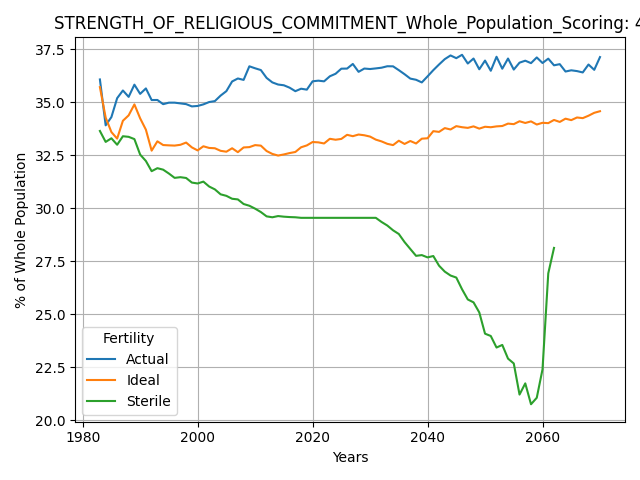 STRENGTH_OF_RELIGIOUS_COMMITMENT_Whole_Population_Scoring: 4
37.5
35.0
32.5
30.0
27.5
25.0
22.5
20.0
% of Whole Population
Fertility
Actual
Ideal
Sterile
1980
2000
2020
2040
2060
Years